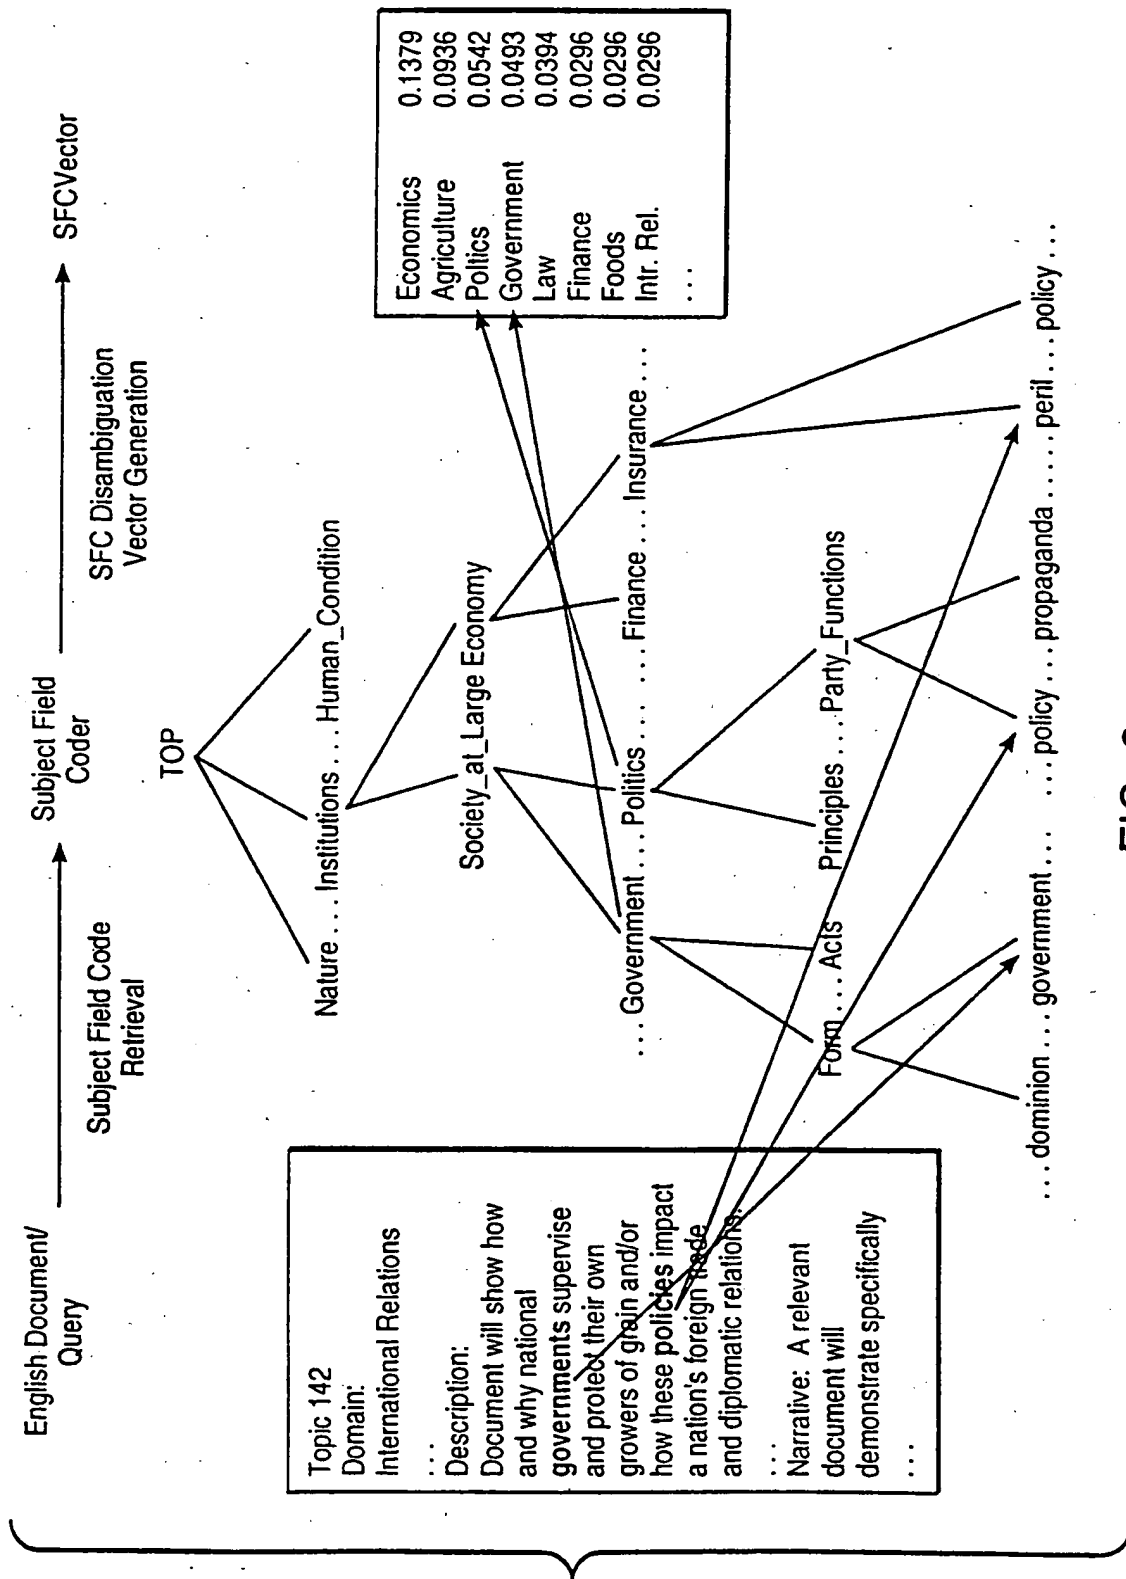 English Document/
Query
Subject Field Code
Retrieval
Subject Field
Coder
SFC Disambiguation
Vector Generation
SFCVector
Topic 142
Domain:
International Relations
...
Description:
Document will show how
and why national
governments supervise
and protect their own
growers of grain and/or
how these policies impact
a nation's foreign trade
and diplomatic relations.
...
Narrative: A relevant
document will
demonstrate specifically
...
TOP
Nature ... Institutions ... Human_Condition
Society_at_Large Economy
... Government .... Politics .... .... Finance .... Insurance ....
Form .... Acts Principles .... Party_Functions
... dominion ... government ... ... policy ... propaganda ..... peril ... policy ...
Economics 0.1379
Agriculture 0.0936
Poltics 0.0542
Government 0.0493
Law 0.0394
Finance 0.0296
Foods 0.0296
Intr. Rel. 0.0296
...